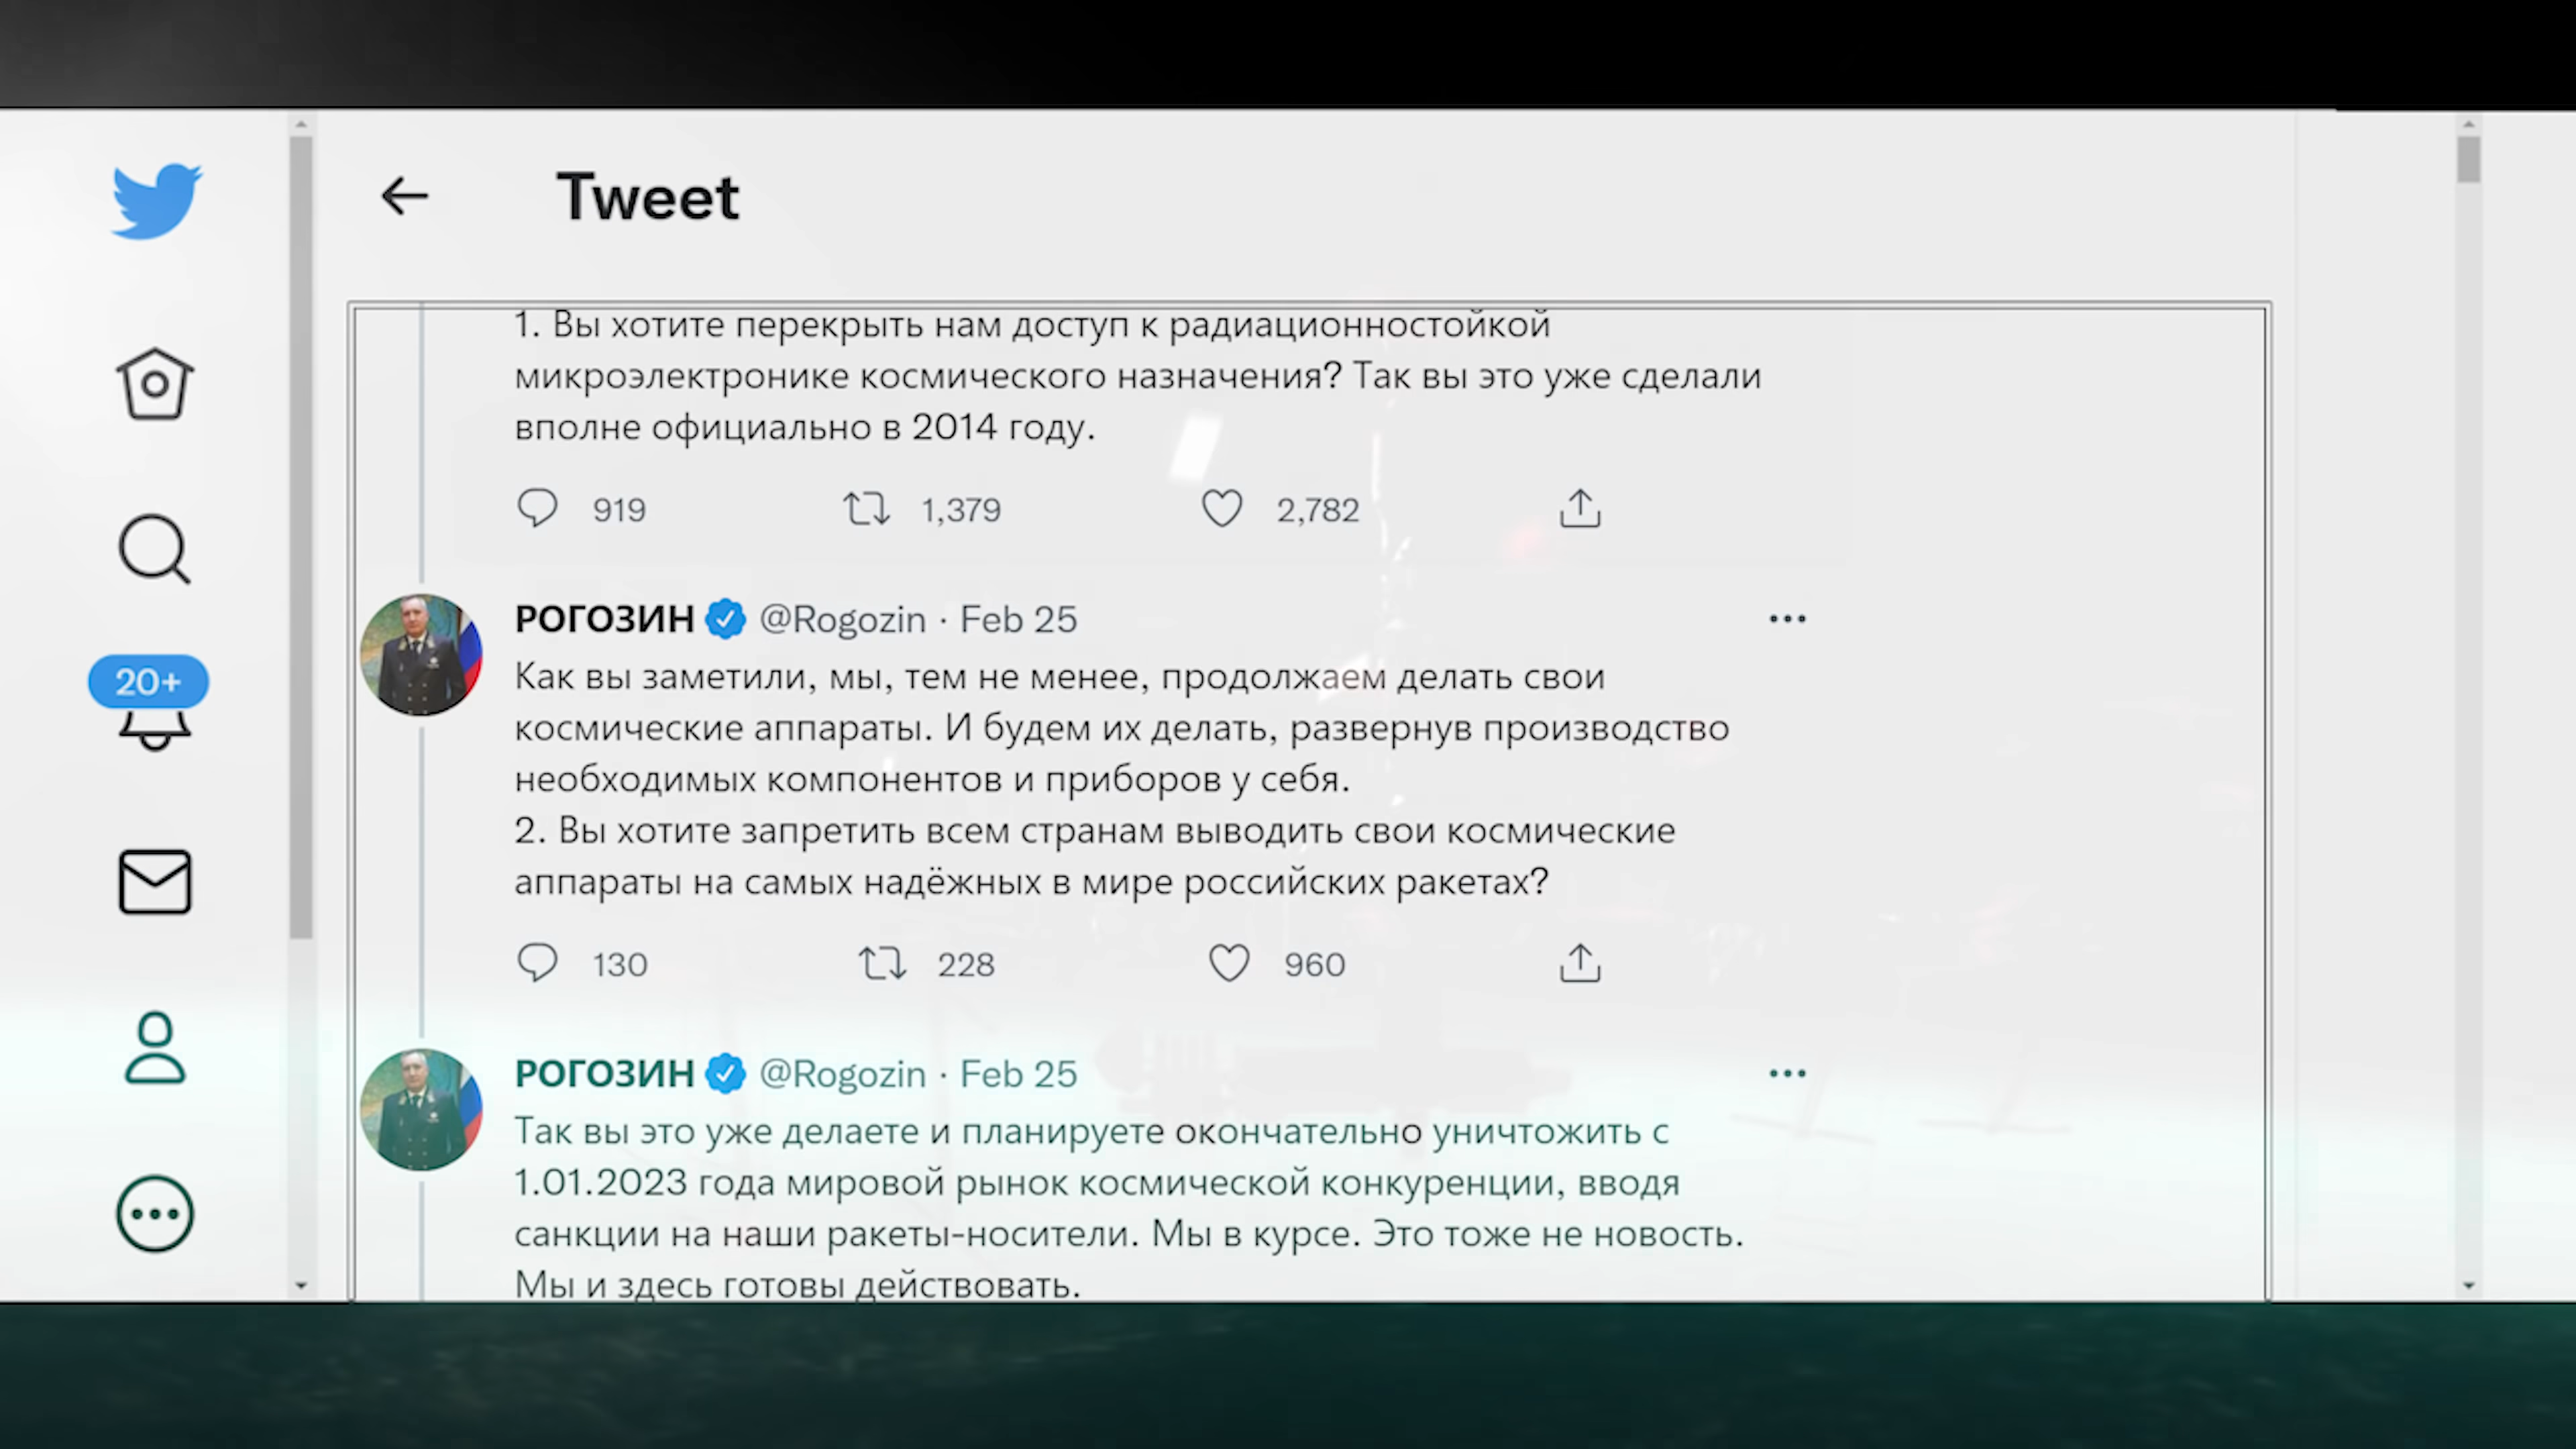 Tweet
1. Вы хотите перекрыть нам доступ к радиационностойкой
микроэлектронике космического назначения? Так вы это уже сделали
вполне официально в 2014 году.
919 1,379 2,782
РОГОЗИН @Rogozin · Feb 25
Как вы заметили, мы, тем не менее, продолжаем делать свои
космические аппараты. И будем их делать, развернув производство
20+
необходимых компонентов и приборов у себя.
2. Вы хотите запретить всем странам выводить свои космические
аппараты на самых надёжных в мире российских ракетах?
130 228 960
РОГОЗИН @Rogozin · Feb 25
Так вы это уже делаете и планируете окончательно уничтожить с
1.01.2023 года мировой рынок космической конкуренции, вводя
санкции на наши ракеты-носители. Мы в курсе. Это тоже не новость.
Мы и здесь готовы действовать.